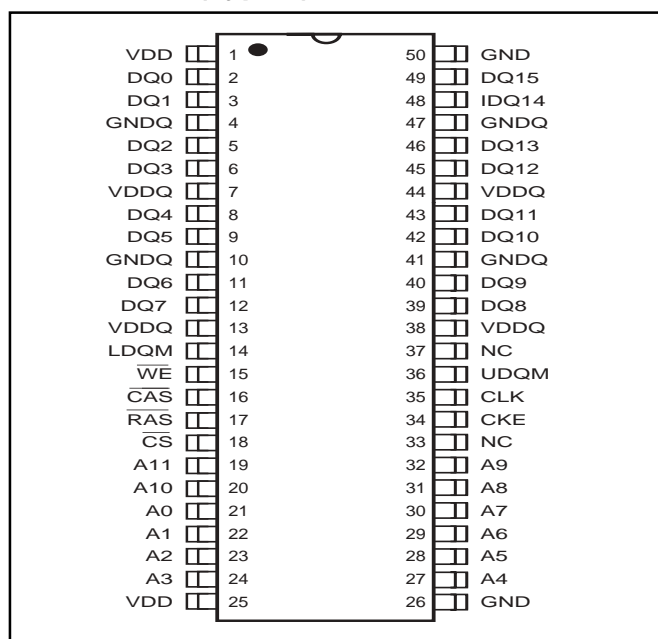 VDD 1 50 GND
DQ0 2 49 DQ15
DQ1 3 48 IDQ14
GNDQ 4 47 GNDQ
DQ2 5 46 DQ13
DQ3 6 45 DQ12
VDDQ 7 44 VDDQ
DQ4 8 43 DQ11
DQ5 9 42 DQ10
GNDQ 10 41 GNDQ
DQ6 11 40 DQ9
DQ7 12 39 DQ8
VDDQ 13 38 VDDQ
LDQM 14 37 NC
W̅E̅ 15 36 UDQM
C̅A̅S̅ 16 35 CLK
R̅A̅S̅ 17 34 CKE
C̅S̅ 18 33 NC
A11 19 32 A9
A10 20 31 A8
A0 21 30 A7
A1 22 29 A6
A2 23 28 A5
A3 24 27 A4
VDD 25 26 GND